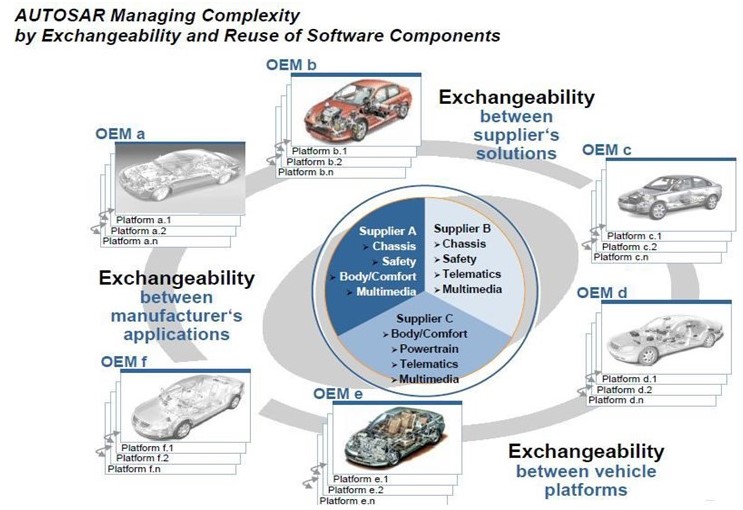 AUTOSAR Managing Complexity
by Exchangeability and Reuse of Software Components
OEM b
Platform b.1
Platform b.2
Platform b.n
Exchangeability
between
supplier's
solutions
OEM a
Platform a.1
Platform a.2
Platform a.n
OEM c
Platform c.1
Platform c.2
Platform c.n
Supplier A
➢ Chassis
➢ Safety
➢ Body/Comfort
➢ Multimedia
Supplier B
➢ Chassis
➢ Safety
➢ Telematics
➢ Multimedia
Supplier C
➢ Body/Comfort
➢ Powertrain
➢ Telematics
➢ Multimedia
Exchangeability
between
manufacturer's
applications
OEM d
Platform d.1
Platform d.2
Platform d.n
OEM f
Platform f.1
Platform f.2
Platform f.n
OEM e
Platform e.1
Platform e.2
Platform e.n
Exchangeability
between vehicle
platforms